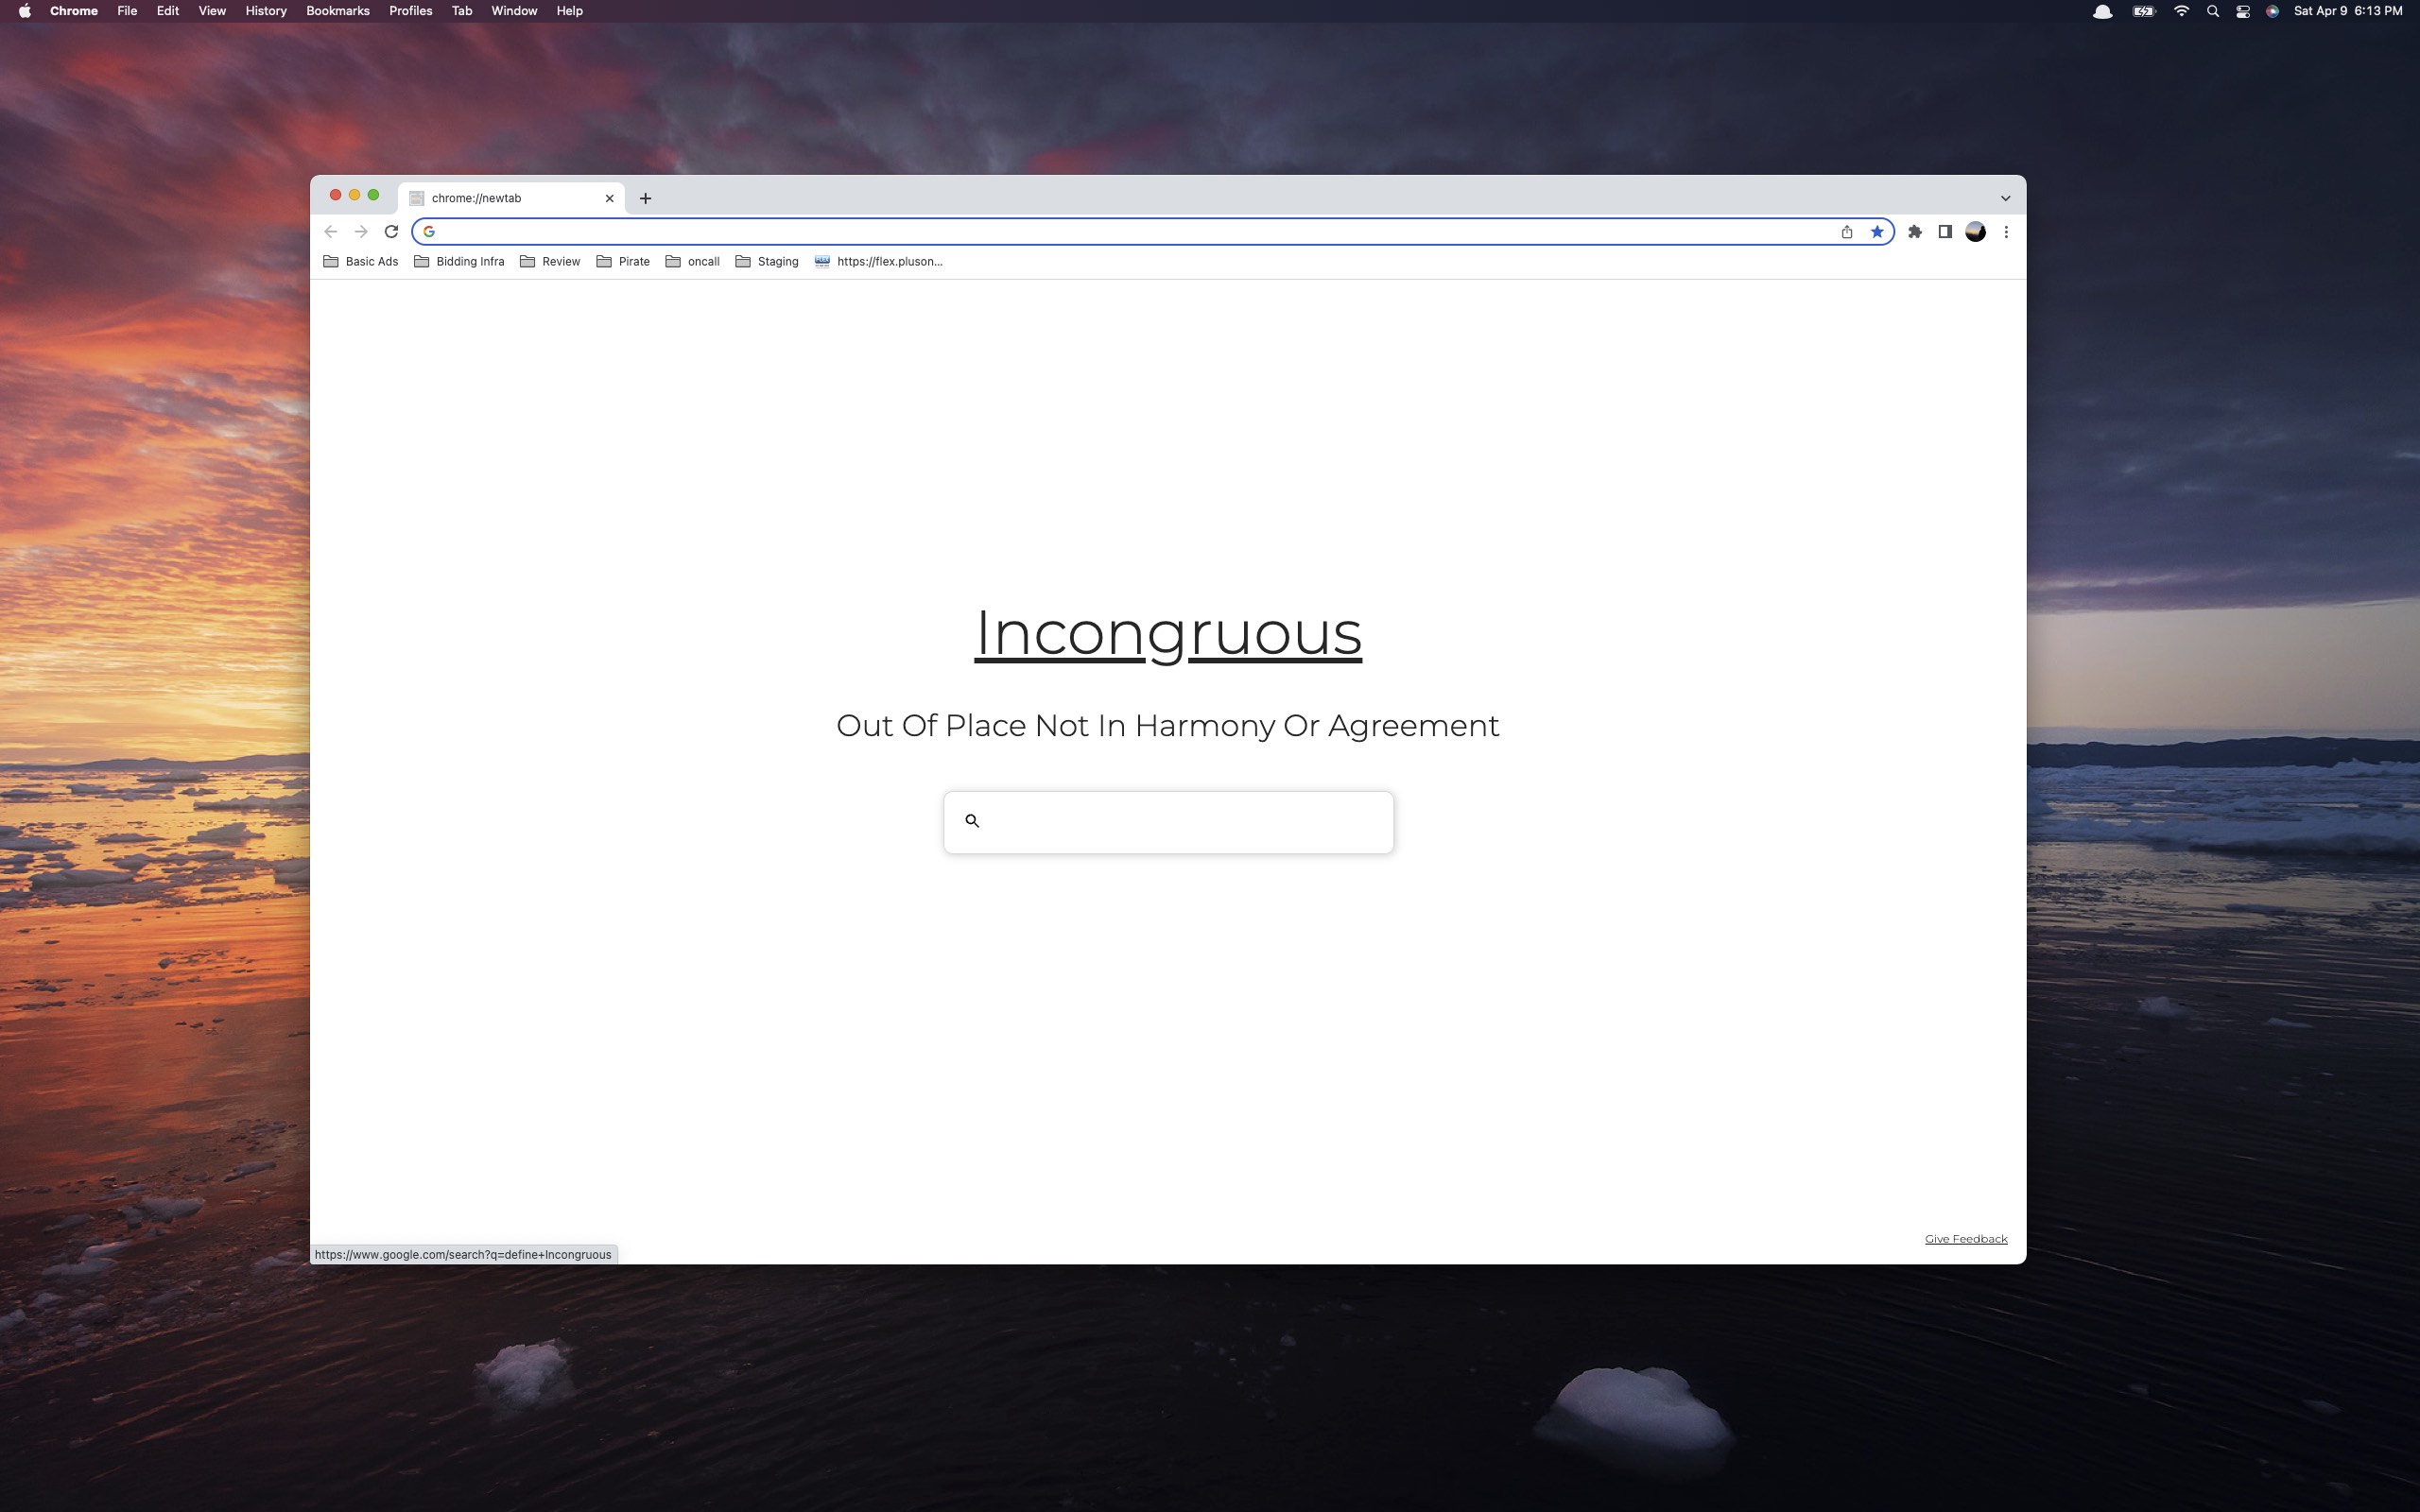 Chrome File Edit View History Bookmarks Profiles Tab Window Help Sat Apr 9 6:13 PM
chrome://newtab
Basic Ads Bidding Infra Review Pirate oncall Staging https://flex.pluson...
Incongruous
Out Of Place Not In Harmony Or Agreement
Give Feedback
https://www.google.com/search?q=define+Incongruous